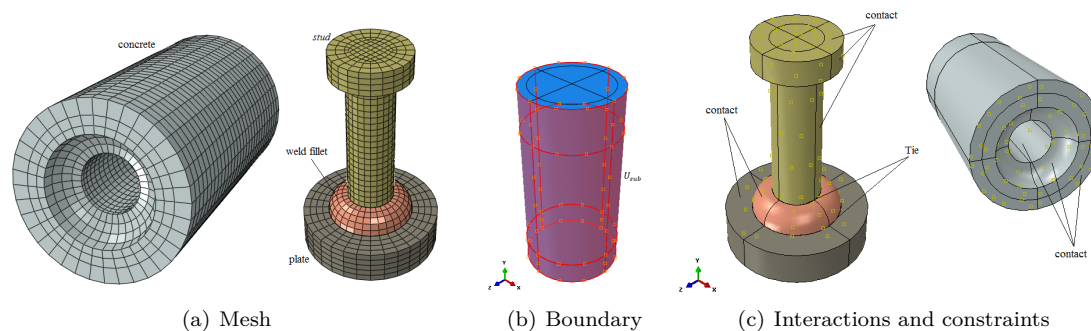 concrete
stud
weld fillet
plate
U_sub
Y
Z
X
contact
contact
Tie
contact
Y
Z
X
(a) Mesh
(b) Boundary
(c) Interactions and constraints